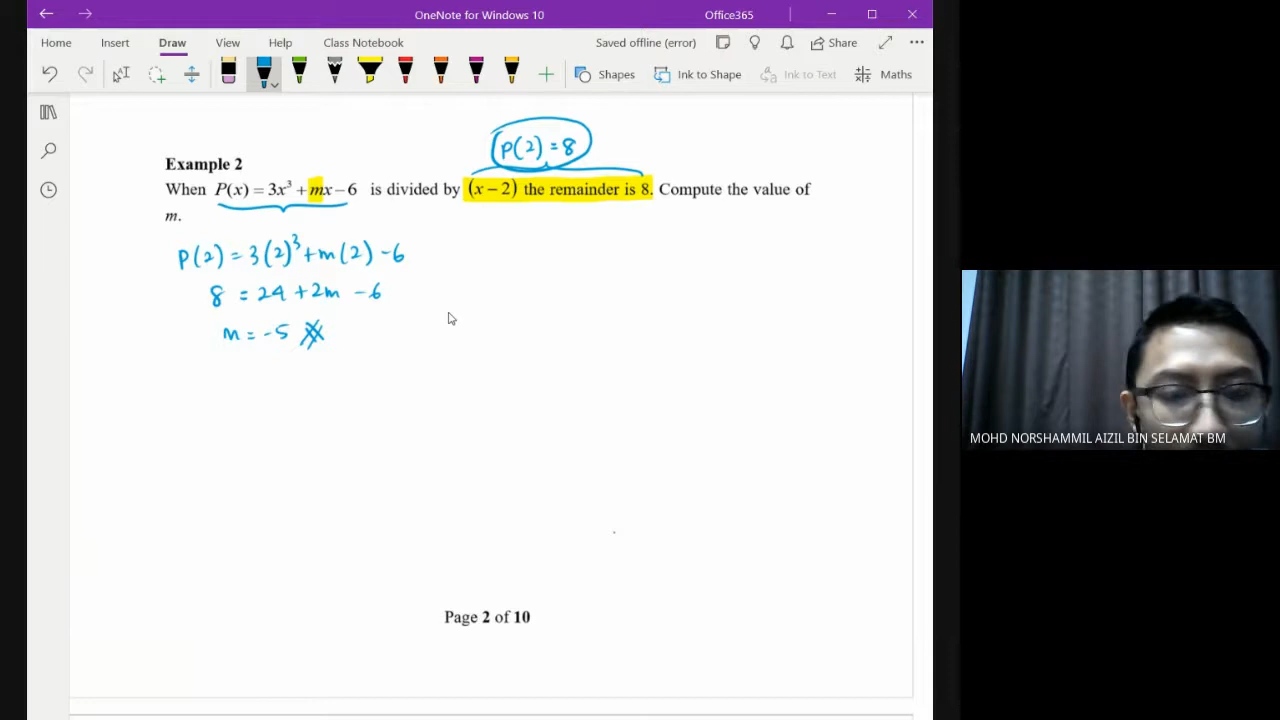 OneNote for Windows 10
Office365
Home Insert Draw View Help Class Notebook
Saved offline (error)
Share
Shapes
Ink to Shape
Ink to Text
Maths
P(2) = 8
Example 2
When P(x) = 3x³ + mx − 6 is divided by (x − 2) the remainder is 8. Compute the value of
m.
P(2) = 3(2)³ + m(2) − 6
8 = 24 + 2m − 6
m = −5
Page 2 of 10
MOHD NORSHAMMIL AIZIL BIN SELAMAT BM